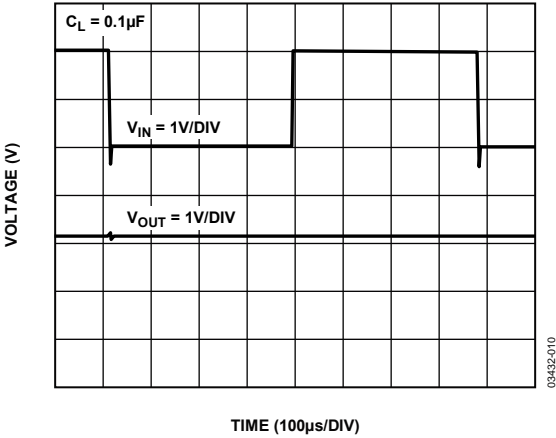 C_L = 0.1µF
V_IN = 1V/DIV
V_OUT = 1V/DIV
VOLTAGE (V)
TIME (100µs/DIV)
03432-010